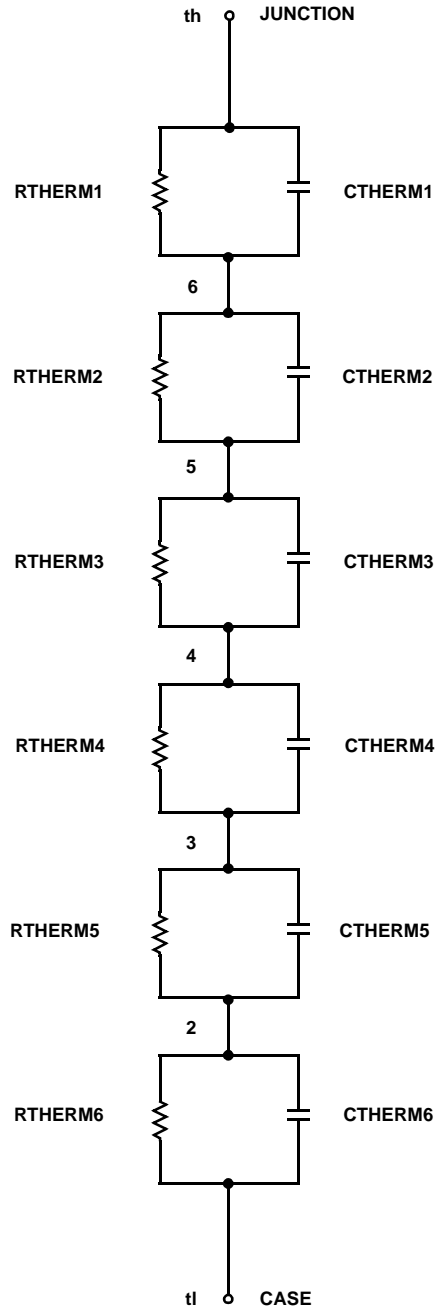 th JUNCTION
RTHERM1 CTHERM1
6
RTHERM2 CTHERM2
5
RTHERM3 CTHERM3
4
RTHERM4 CTHERM4
3
RTHERM5 CTHERM5
2
RTHERM6 CTHERM6
tl CASE